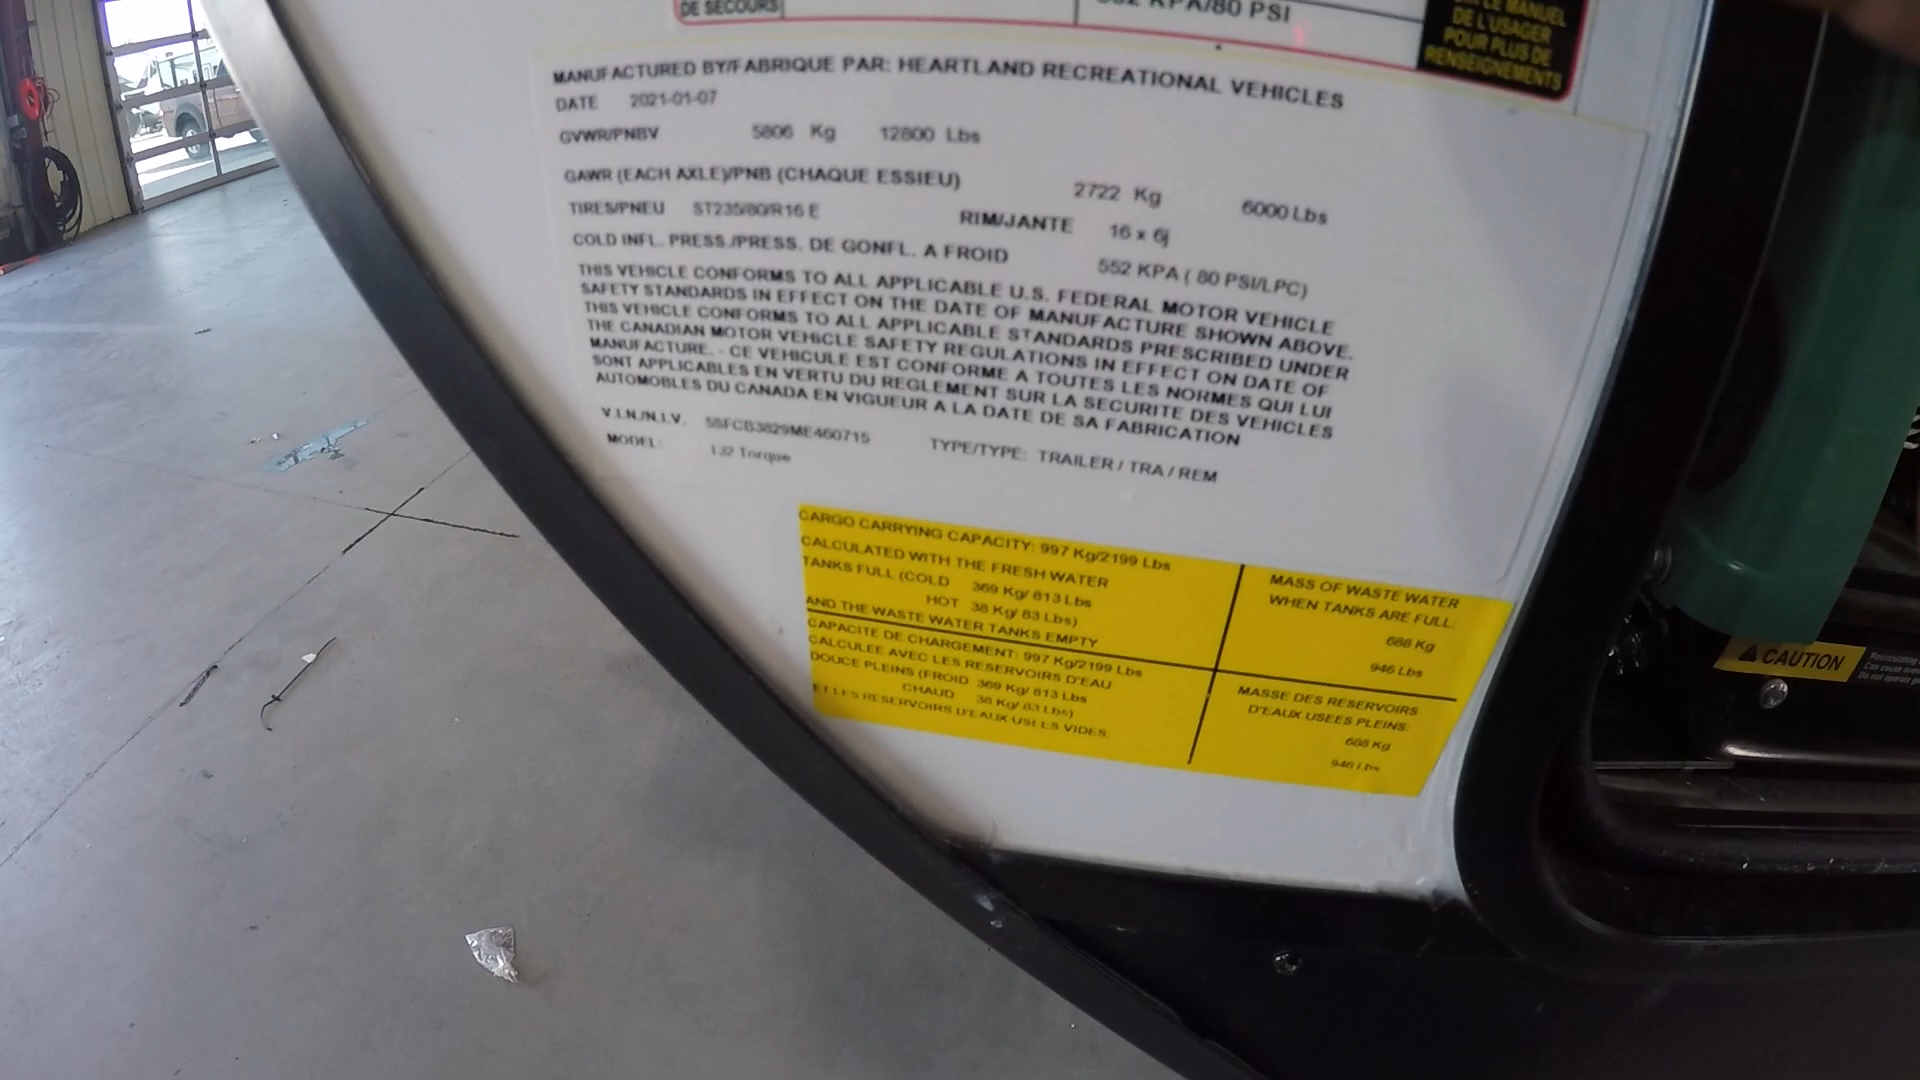 DE SECOURS
552 KPA/80 PSI
LE MANUEL
DE L'USAGER
POUR PLUS DE
RENSEIGNEMENTS
MANUFACTURED BY/FABRIQUE PAR: HEARTLAND RECREATIONAL VEHICLES
DATE 2021-01-07
GVWR/PNBV 5806 Kg 12800 Lbs
GAWR (EACH AXLE)/PNB (CHAQUE ESSIEU) 2722 Kg 6000 Lbs
TIRES/PNEU ST235/80/R16 E RIM/JANTE 16 x 6j
COLD INFL. PRESS./PRESS. DE GONFL. A FROID 552 KPA ( 80 PSI/LPC)
THIS VEHICLE CONFORMS TO ALL APPLICABLE U.S. FEDERAL MOTOR VEHICLE
SAFETY STANDARDS IN EFFECT ON THE DATE OF MANUFACTURE SHOWN ABOVE.
THIS VEHICLE CONFORMS TO ALL APPLICABLE STANDARDS PRESCRIBED UNDER
THE CANADIAN MOTOR VEHICLE SAFETY REGULATIONS IN EFFECT ON DATE OF
MANUFACTURE. - CE VEHICULE EST CONFORME A TOUTES LES NORMES QUI LUI
SONT APPLICABLES EN VERTU DU REGLEMENT SUR LA SECURITE DES VEHICLES
AUTOMOBILES DU CANADA EN VIGUEUR A LA DATE DE SA FABRICATION
V.I.N./N.I.V. 5SFCB3829ME460715 TYPE/TYPE: TRAILER / TRA / REM
MODEL: Torque
CARGO CARRYING CAPACITY: 997 Kg/2199 Lbs
CALCULATED WITH THE FRESH WATER
TANKS FULL (COLD 369 Kg/ 813 Lbs
HOT 38 Kg/ 83 Lbs)
AND THE WASTE WATER TANKS EMPTY
MASS OF WASTE WATER
WHEN TANKS ARE FULL:
688 Kg
946 Lbs
CAPACITE DE CHARGEMENT: 997 Kg/2199 Lbs
CALCULEE AVEC LES RESERVOIRS D'EAU
DOUCE PLEINS (FROID 369 Kg/ 813 Lbs
CHAUD 38 Kg/ 83 Lbs)
ET LES RESERVOIRS D'EAUX USEES VIDES.
MASSE DES RESERVOIRS
D'EAUX USEES PLEINS:
688 Kg
946 Lbs
CAUTION